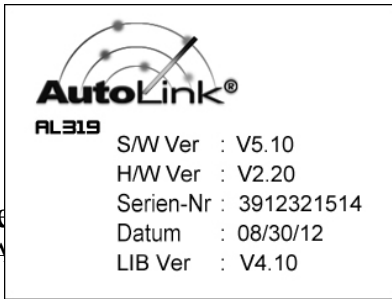 AutoLink®
AL319
S/W Ver : V5.10
H/W Ver : V2.20
Serien-Nr : 3912321514
Datum : 08/30/12
LIB Ver : V4.10